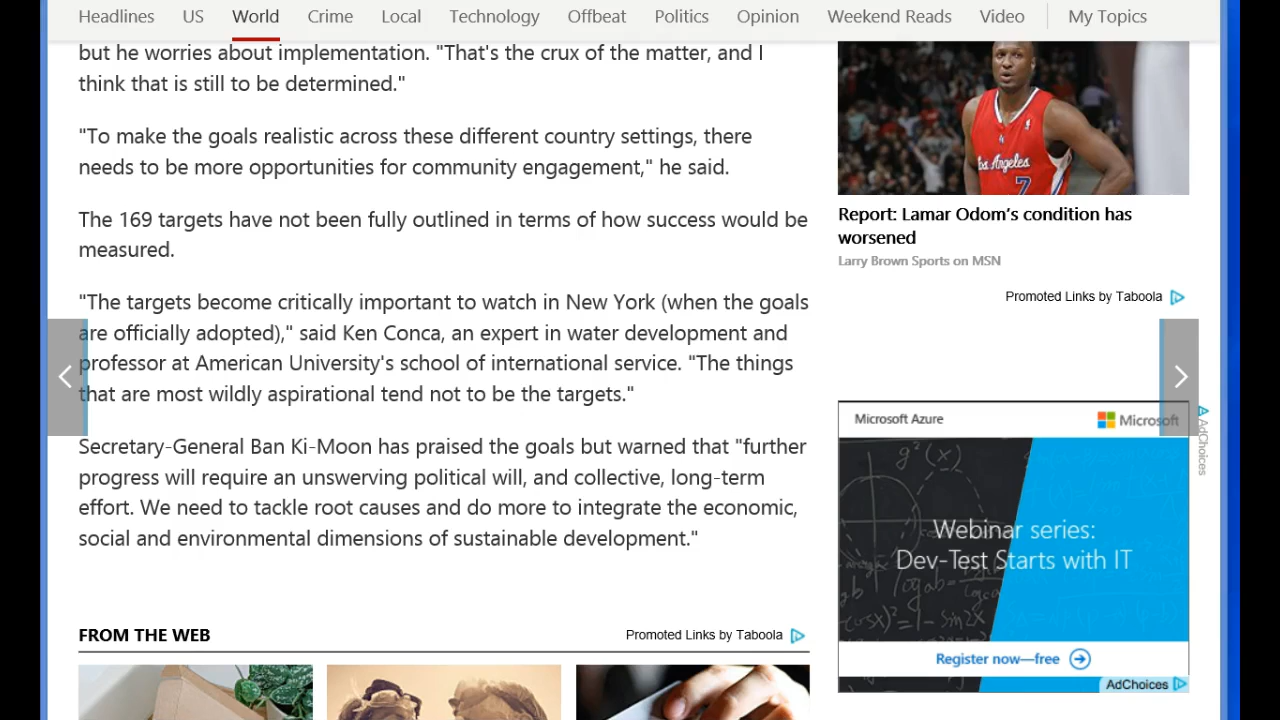 Headlines US World Crime Local Technology Offbeat Politics Opinion Weekend Reads Video My Topics
but he worries about implementation. "That's the crux of the matter, and I
think that is still to be determined."
"To make the goals realistic across these different country settings, there
needs to be more opportunities for community engagement," he said.
The 169 targets have not been fully outlined in terms of how success would be
measured.
"The targets become critically important to watch in New York (when the goals
are officially adopted)," said Ken Conca, an expert in water development and
professor at American University's school of international service. "The things
that are most wildly aspirational tend not to be the targets."
Secretary-General Ban Ki-Moon has praised the goals but warned that "further
progress will require an unswerving political will, and collective, long-term
effort. We need to tackle root causes and do more to integrate the economic,
social and environmental dimensions of sustainable development."
FROM THE WEB
Promoted Links by Taboola
Los Angeles
7
Report: Lamar Odom's condition has
worsened
Larry Brown Sports on MSN
Promoted Links by Taboola
Microsoft Azure
Microsoft
AdChoices
g²(x)
Webinar series:
Dev-Test Starts with IT
Register now—free
AdChoices